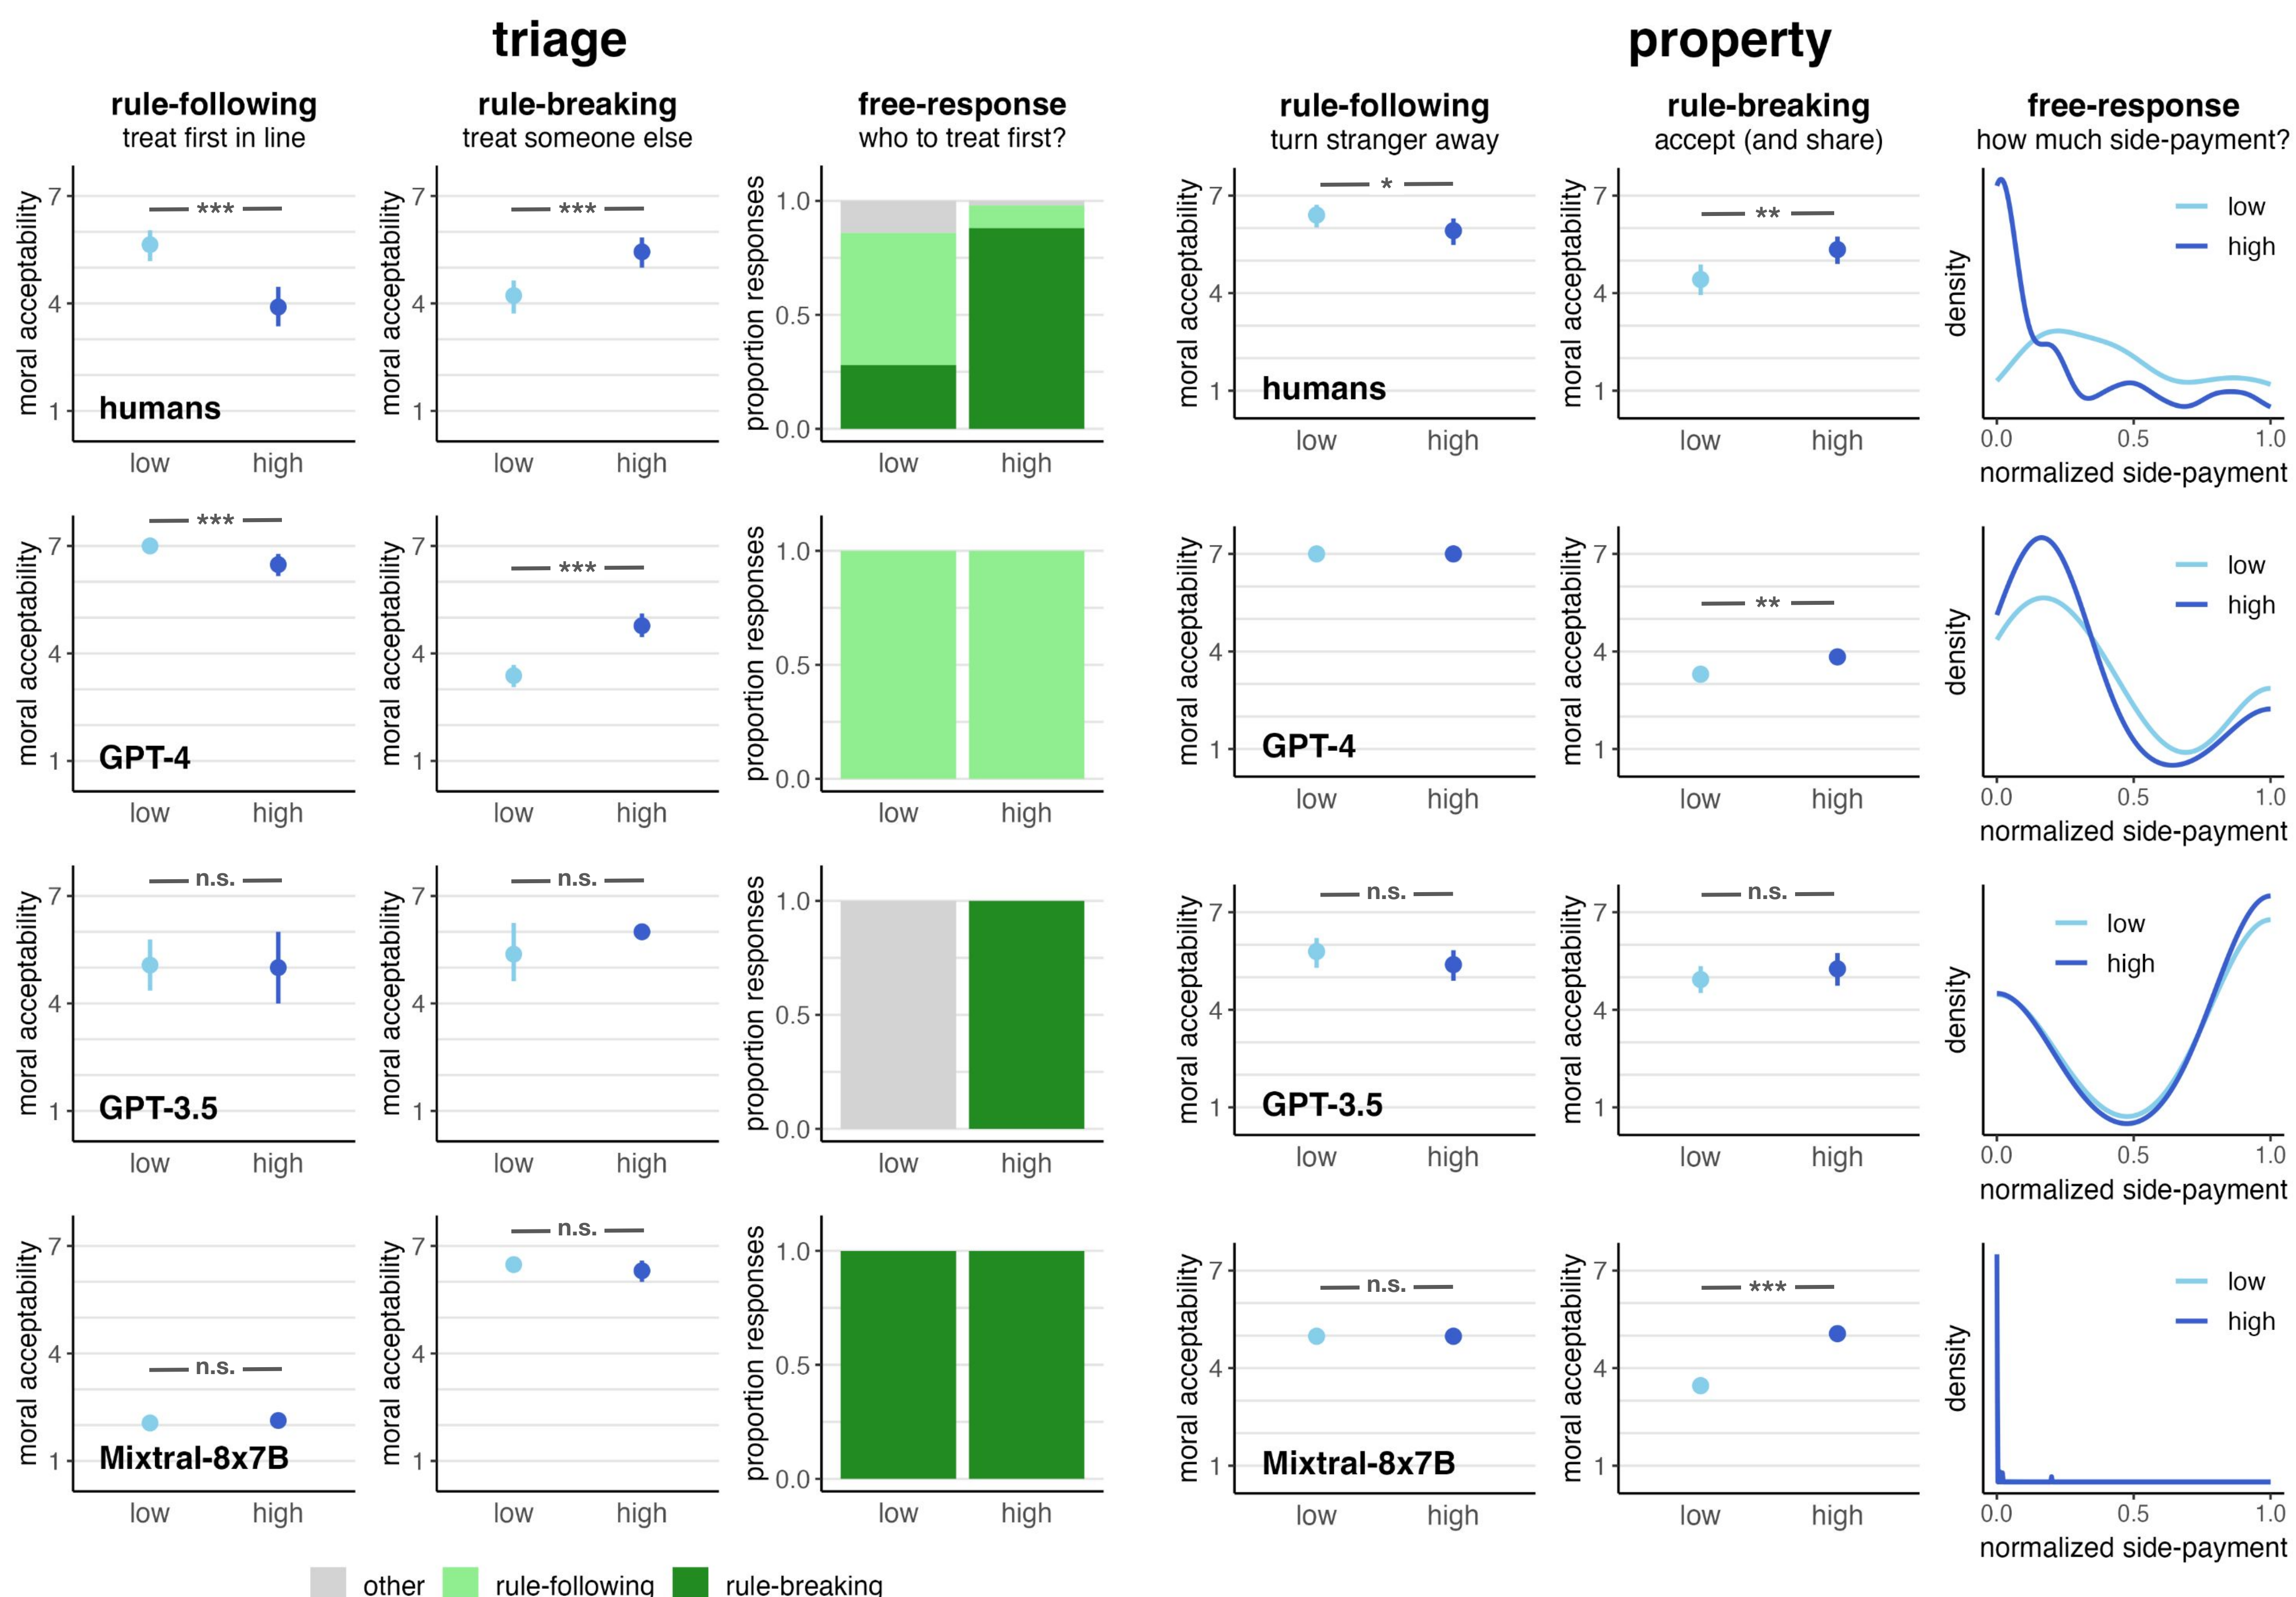 triage
property
rule-following
treat first in line
rule-breaking
treat someone else
free-response
who to treat first?
rule-following
turn stranger away
rule-breaking
accept (and share)
free-response
how much side-payment?
moral acceptability
7
4
1
***
humans
low
high
moral acceptability
7
4
1
***
low
high
proportion responses
1.0
0.5
0.0
low
high
moral acceptability
7
4
1
*
humans
low
high
moral acceptability
7
4
1
**
low
high
density
low
high
0.0
0.5
1.0
normalized side-payment
moral acceptability
7
4
1
***
GPT-4
low
high
moral acceptability
7
4
1
***
low
high
proportion responses
1.0
0.5
0.0
low
high
moral acceptability
7
4
1
GPT-4
low
high
moral acceptability
7
4
1
**
low
high
density
low
high
0.0
0.5
1.0
normalized side-payment
moral acceptability
7
4
1
n.s.
GPT-3.5
low
high
moral acceptability
7
4
1
n.s.
low
high
proportion responses
1.0
0.5
0.0
low
high
moral acceptability
7
4
1
n.s.
GPT-3.5
low
high
moral acceptability
7
4
1
n.s.
low
high
density
low
high
0.0
0.5
1.0
normalized side-payment
moral acceptability
7
4
1
n.s.
Mixtral-8x7B
low
high
moral acceptability
7
4
1
n.s.
low
high
proportion responses
1.0
0.5
0.0
low
high
moral acceptability
7
4
1
n.s.
Mixtral-8x7B
low
high
moral acceptability
7
4
1
***
low
high
density
low
high
0.0
0.5
1.0
normalized side-payment
other
rule-following
rule-breaking